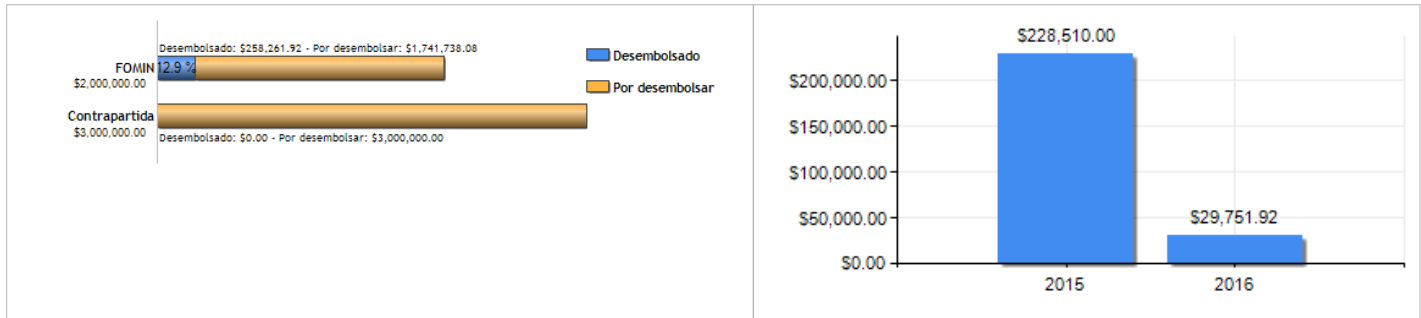 Desembolsado: $258,261.92 - Por desembolsar: $1,741,738.08
FOMIN
12.9 %
$2,000,000.00
Contrapartida
$3,000,000.00
Desembolsado: $0.00 - Por desembolsar: $3,000,000.00
Desembolsado
Por desembolsar
$228,510.00
$200,000.00
$150,000.00
$100,000.00
$50,000.00
$29,751.92
$0.00
2015 2016